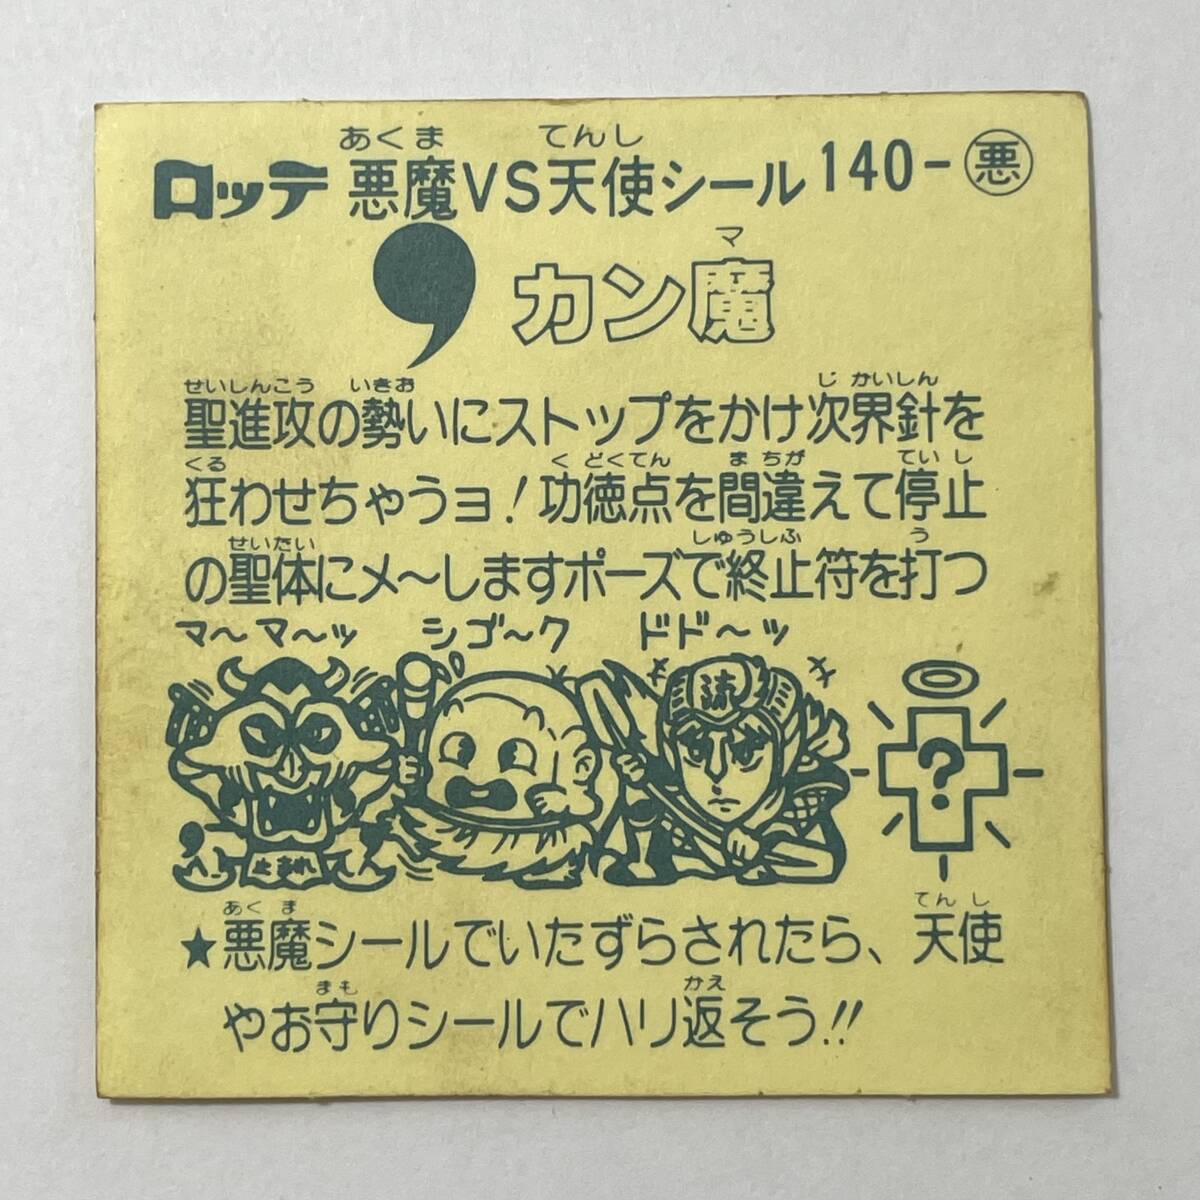 ロッテ 悪魔VS天使シール 140-悪
あくま てんし
,カン魔
マ
せいしんこう いきお じかいしん
聖進攻の勢いにストップをかけ次界針を
くる くどくてん まちが ていし
狂わせちゃうョ!功徳点を間違えて停止
せいたい しゅうしふ う
の聖体にメ〜しますポーズで終止符を打つ
マ〜マ〜ッ シゴ〜ク ドド〜ッ
流
?
あくま てんし
★悪魔シールでいたずらされたら、天使
まも かえ
やお守りシールでハリ返そう!!